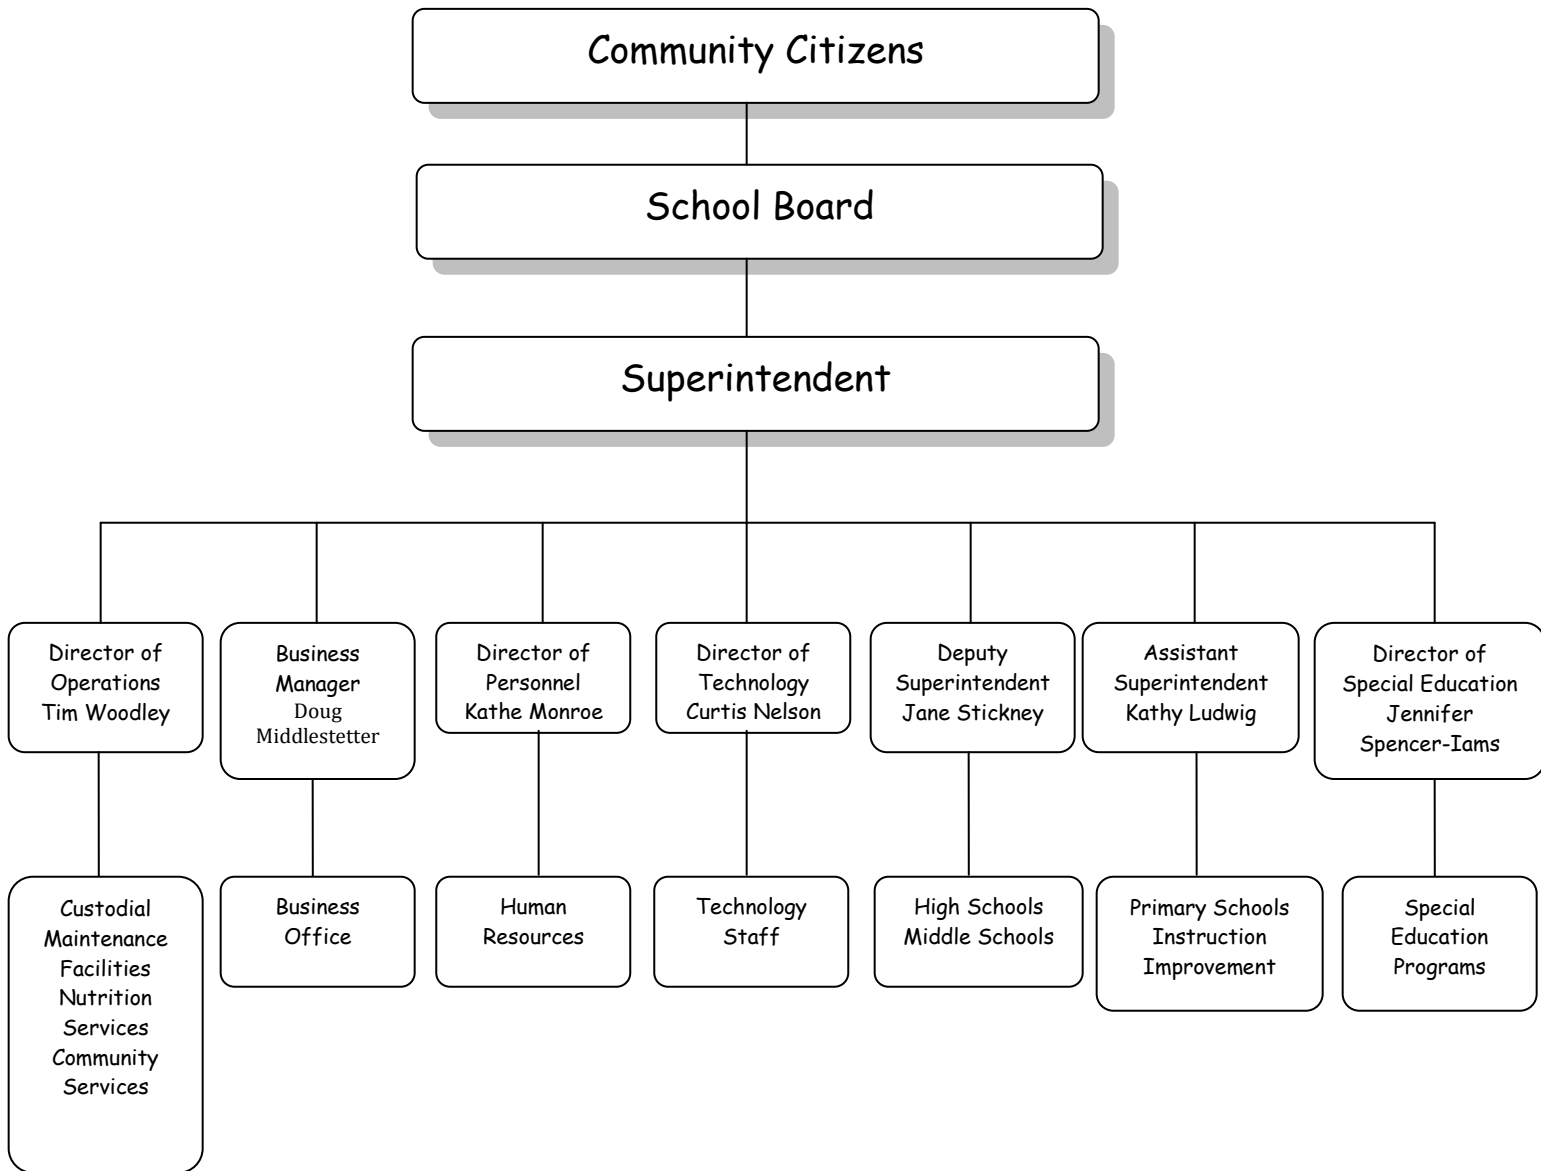 Community Citizens
School Board
Superintendent
Director of
Operations
Tim Woodley
Business
Manager
Doug
Middlestetter
Director of
Personnel
Kathe Monroe
Director of
Technology
Curtis Nelson
Deputy
Superintendent
Jane Stickney
Assistant
Superintendent
Kathy Ludwig
Director of
Special Education
Jennifer
Spencer-Iams
Custodial
Maintenance
Facilities
Nutrition
Services
Community
Services
Business
Office
Human
Resources
Technology
Staff
High Schools
Middle Schools
Primary Schools
Instruction
Improvement
Special
Education
Programs